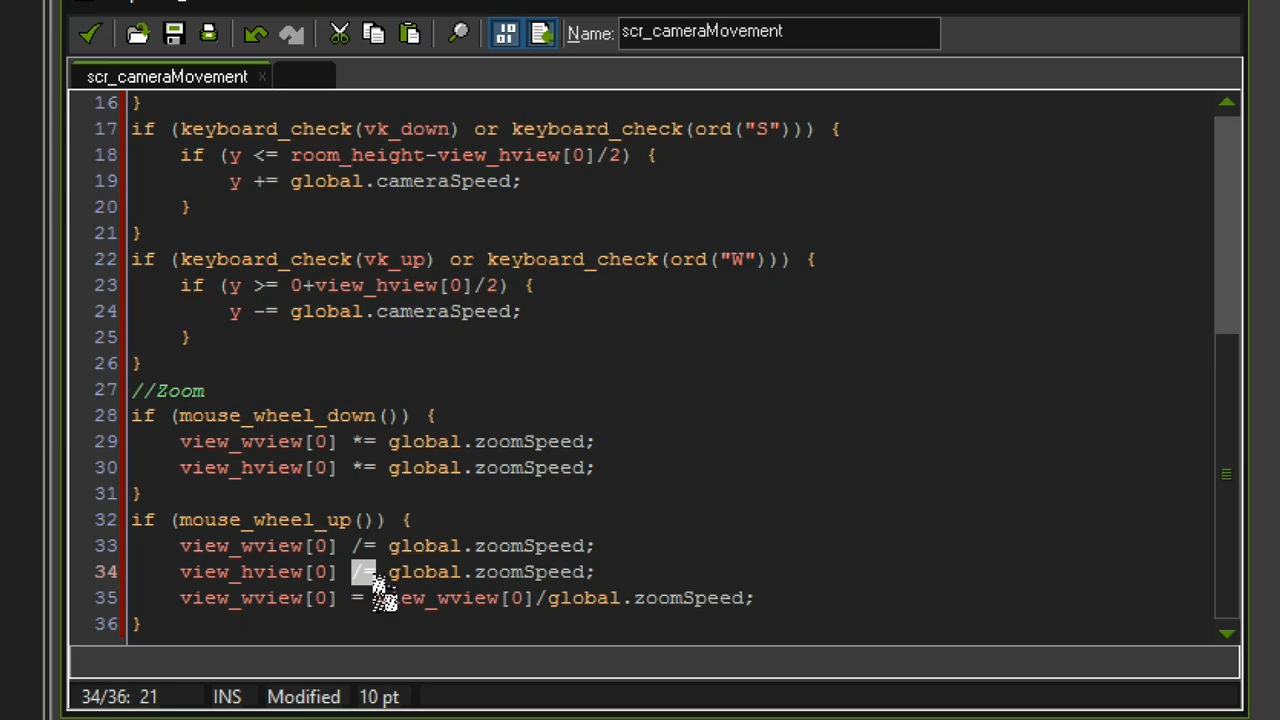 Name: scr_cameraMovement
scr_cameraMovement x
16 }
17 if (keyboard_check(vk_down) or keyboard_check(ord("S"))) {
18 if (y <= room_height-view_hview[0]/2) {
19 y += global.cameraSpeed;
20 }
21 }
22 if (keyboard_check(vk_up) or keyboard_check(ord("W"))) {
23 if (y >= 0+view_hview[0]/2) {
24 y -= global.cameraSpeed;
25 }
26 }
27 //Zoom
28 if (mouse_wheel_down()) {
29 view_wview[0] *= global.zoomSpeed;
30 view_hview[0] *= global.zoomSpeed;
31 }
32 if (mouse_wheel_up()) {
33 view_wview[0] /= global.zoomSpeed;
34 view_hview[0] /= global.zoomSpeed;
35 view_wview[0] = view_wview[0]/global.zoomSpeed;
36 }
34/36: 21 INS Modified 10 pt